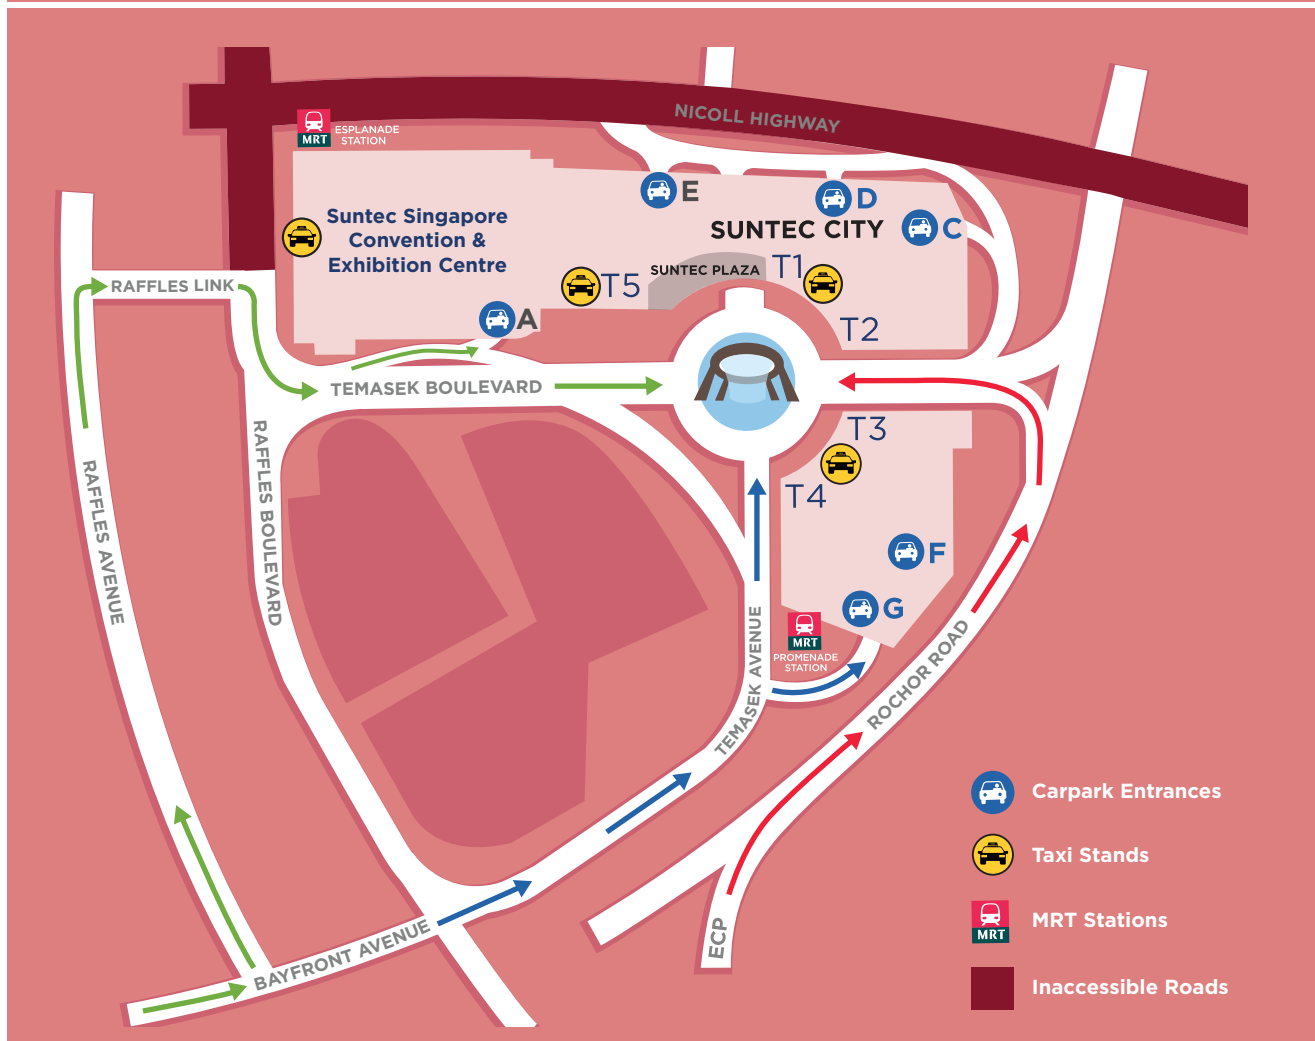 NICOLL HIGHWAY
MRT
ESPLANADE
STATION
E
D
C
Suntec Singapore
Convention &
Exhibition Centre
SUNTEC CITY
SUNTEC PLAZA
T1
T5
RAFFLES LINK
A
T2
TEMASEK BOULEVARD
T3
T4
RAFFLES BOULEVARD
RAFFLES AVENUE
F
G
MRT
PROMENADE
STATION
TEMASEK AVENUE
ROCHOR ROAD
ECP
BAYFRONT AVENUE
Carpark Entrances
Taxi Stands
MRT
MRT Stations
Inaccessible Roads